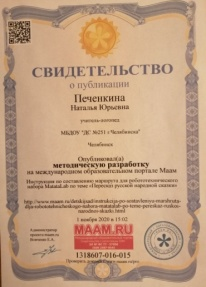 СВИДЕТЕЛЬСТВО
о публикации
Печенкина
Наталья Юрьевна
учитель-логопед
МБДОУ "ДС №251 г.Челябинска"
Челябинск
Опубликовал(а)
методическую разработку
на международном образовательном портале Маам
Инструкция по составлению маршрута для робототехнического
набора MatataLab по теме «Пересказ русской народной сказки»
MAAM.RU
1 ноября 2020 в 15:02
1318607-016-015